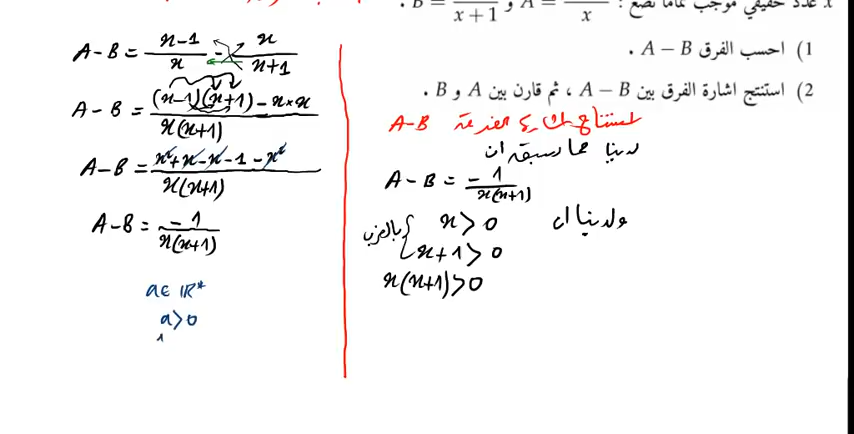 x عدد حقيقي موجب تماما نضع : A = — / x و B = — / x+1 .
1) احسب الفرق A − B .
2) استنتج اشارة الفرق بين A − B ، ثم قارن بين A و B .
استنتاج إشارة الفرق A-B
لدينا مما سبق ان
A - B = -1 / x(x+1)
ولدينا ان x > 0
بالضرب { x+1 > 0
x(x+1) > 0
A-B = x-1 / x - x / x+1
A-B = (x-1)(x+1) - x×x / x(x+1)
A-B = x²+x-x-1-x² / x(x+1)
A-B = -1 / x(x+1)
a∈ℝ*
a>0